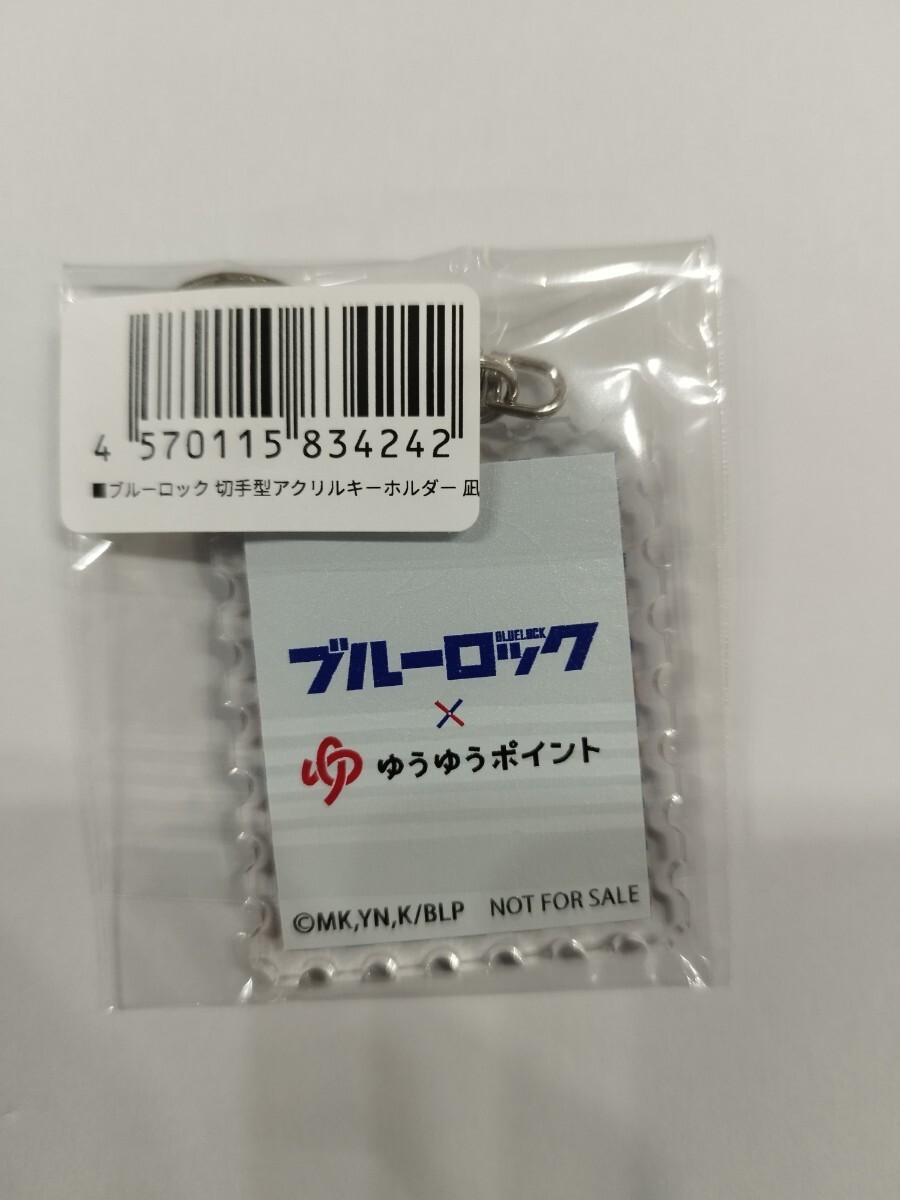 4 570115 834242
■ブルーロック 切手型アクリルキーホルダー 凪
BLUELOCK
ブルーロック
×
ゆ ゆうゆうポイント
©MK,YN,K/BLP NOT FOR SALE